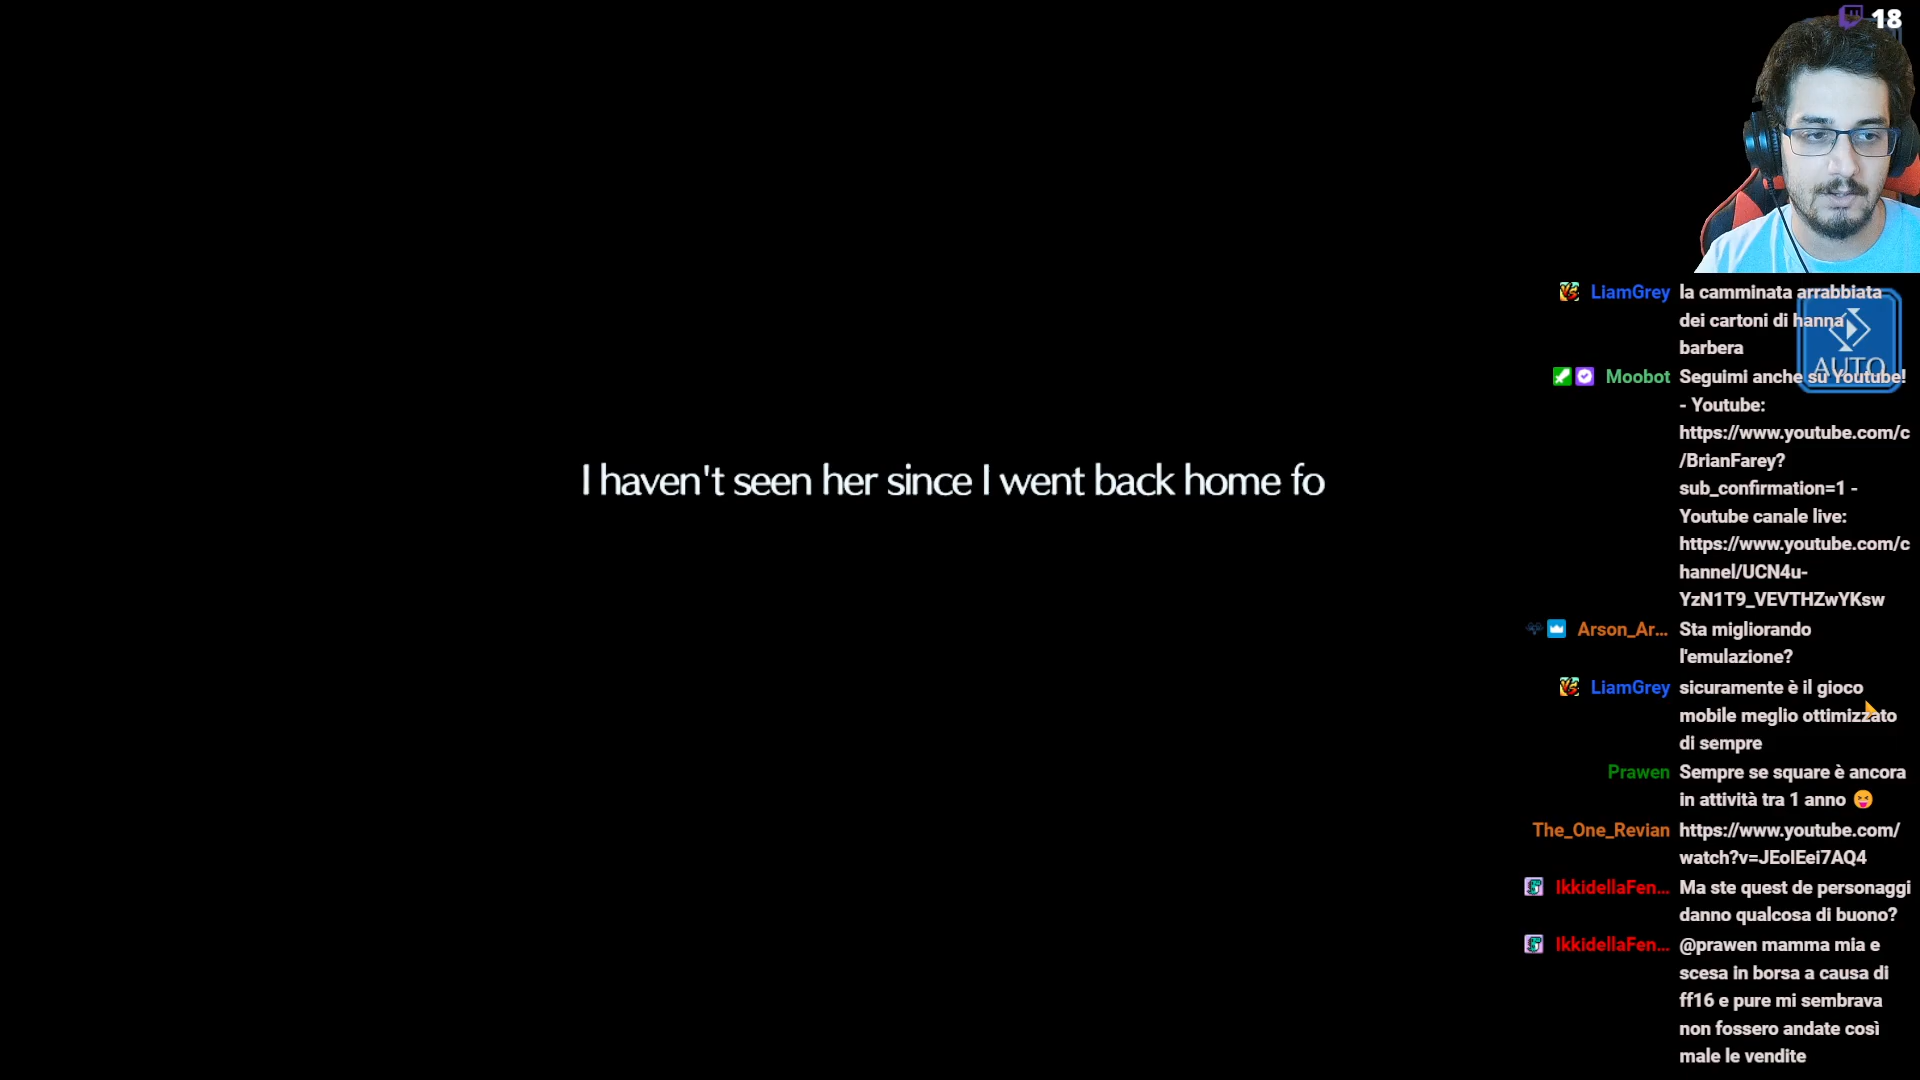 18
I haven't seen her since I went back home fo
LiamGrey la camminata arrabbiata
dei cartoni di hanna
barbera
AUTO
Moobot Seguimi anche su Youtube!
- Youtube:
https://www.youtube.com/c
/BrianFarey?
sub_confirmation=1 -
Youtube canale live:
https://www.youtube.com/c
hannel/UCN4u-
YzN1T9_VEVTHZwYKsw
Arson_Ar... Sta migliorando
l'emulazione?
LiamGrey sicuramente è il gioco
mobile meglio ottimizzato
di sempre
Prawen Sempre se square è ancora
in attività tra 1 anno 😝
The_One_Revian https://www.youtube.com/
watch?v=JEolEei7AQ4
IkkidellaFen... Ma ste quest de personaggi
danno qualcosa di buono?
IkkidellaFen... @prawen mamma mia e
scesa in borsa a causa di
ff16 e pure mi sembrava
non fossero andate così
male le vendite